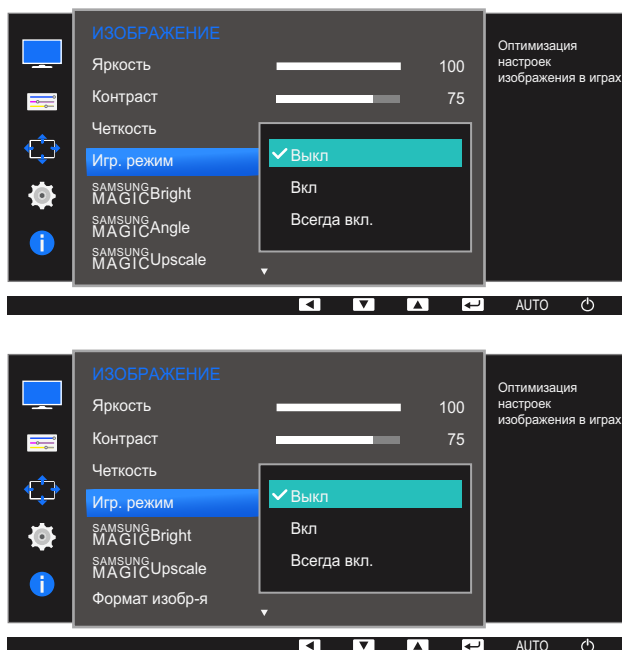 ИЗОБРАЖЕНИЕ
Яркость 100
Контраст 75
Четкость
Игр. режим
SAMSUNG MAGIC Bright
SAMSUNG MAGIC Angle
SAMSUNG MAGIC Upscale
Выкл
Вкл
Всегда вкл.
Оптимизация
настроек
изображения в играх
AUTO
ИЗОБРАЖЕНИЕ
Яркость 100
Контраст 75
Четкость
Игр. режим
SAMSUNG MAGIC Bright
SAMSUNG MAGIC Upscale
Формат изобр-я
Выкл
Вкл
Всегда вкл.
Оптимизация
настроек
изображения в играх
AUTO